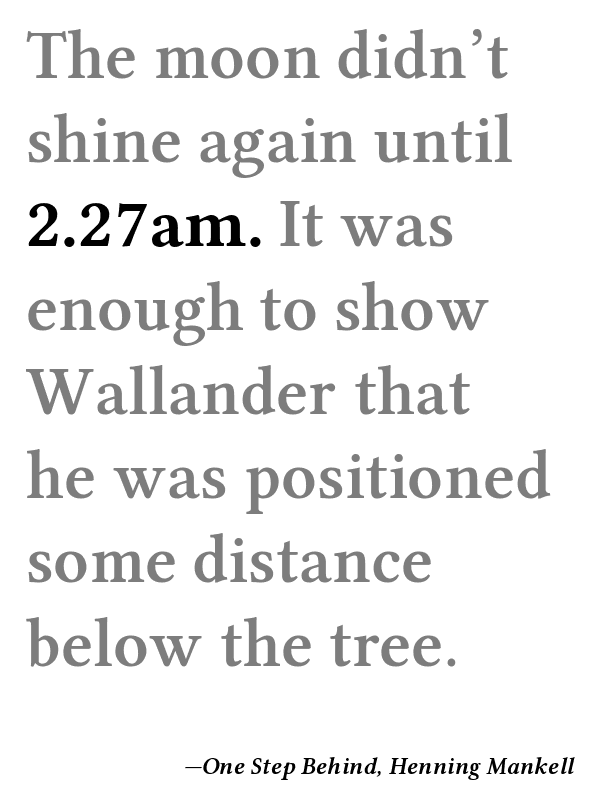 The moon didn’t
shine again until
2.27am. It was
enough to show
Wallander that
he was positioned
some distance
below the tree.
—One Step Behind, Henning Mankell